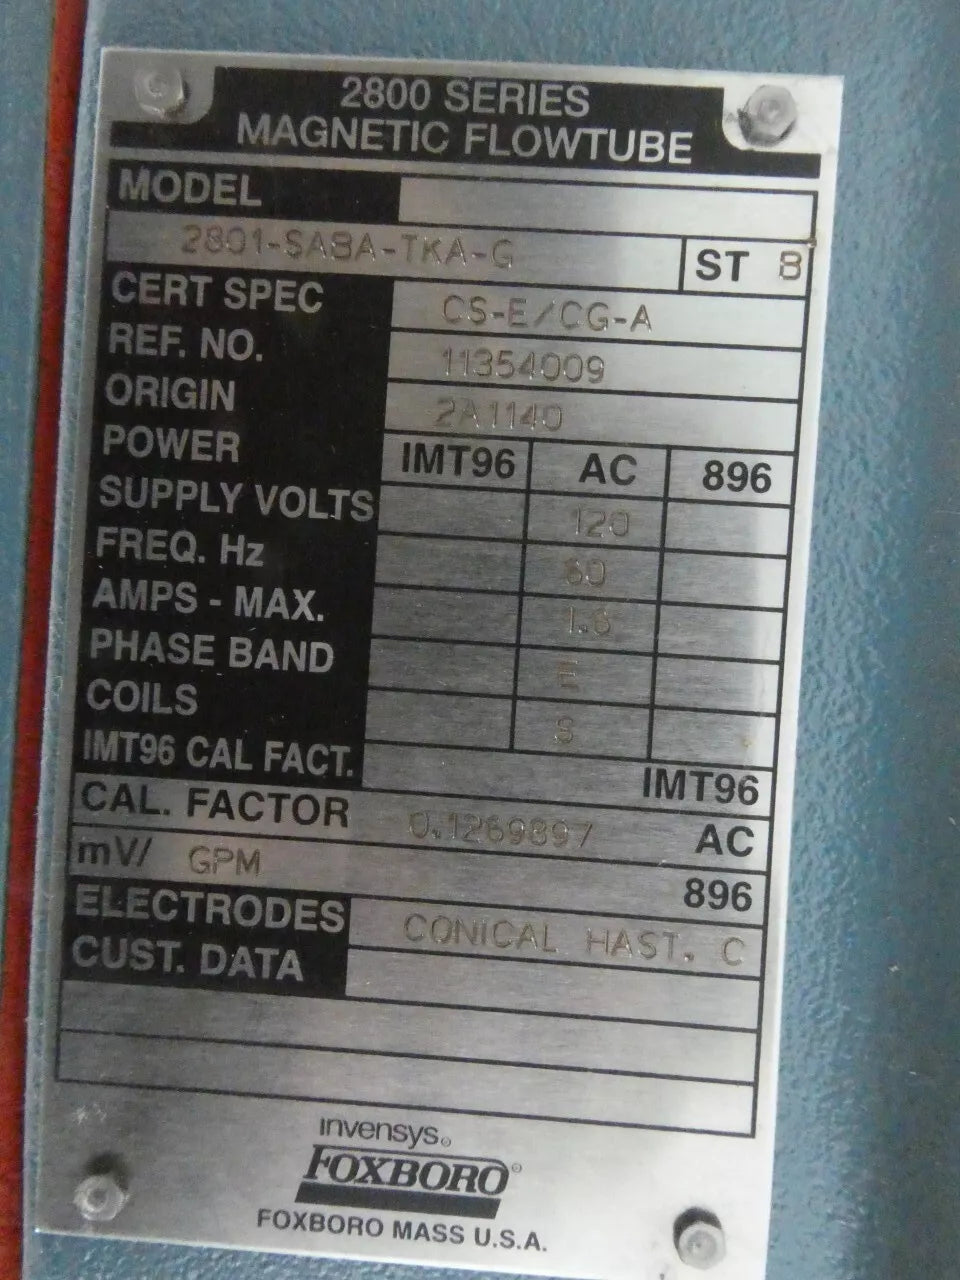 2800 SERIES
MAGNETIC FLOWTUBE
MODEL
2801-SABA-TKA-G ST B
CERT SPEC CS-E/CG-A
REF. NO. 11354009
ORIGIN 2A1140
POWER IMT96 AC 896
SUPPLY VOLTS 120
FREQ. Hz 60
AMPS - MAX. 1.6
PHASE BAND E
COILS S
IMT96 CAL FACT. IMT96
CAL. FACTOR 0.1269897 AC
mV/ GPM 896
ELECTRODES CONICAL HAST. C
CUST. DATA
invensys®
FOXBORO®
FOXBORO MASS U.S.A.